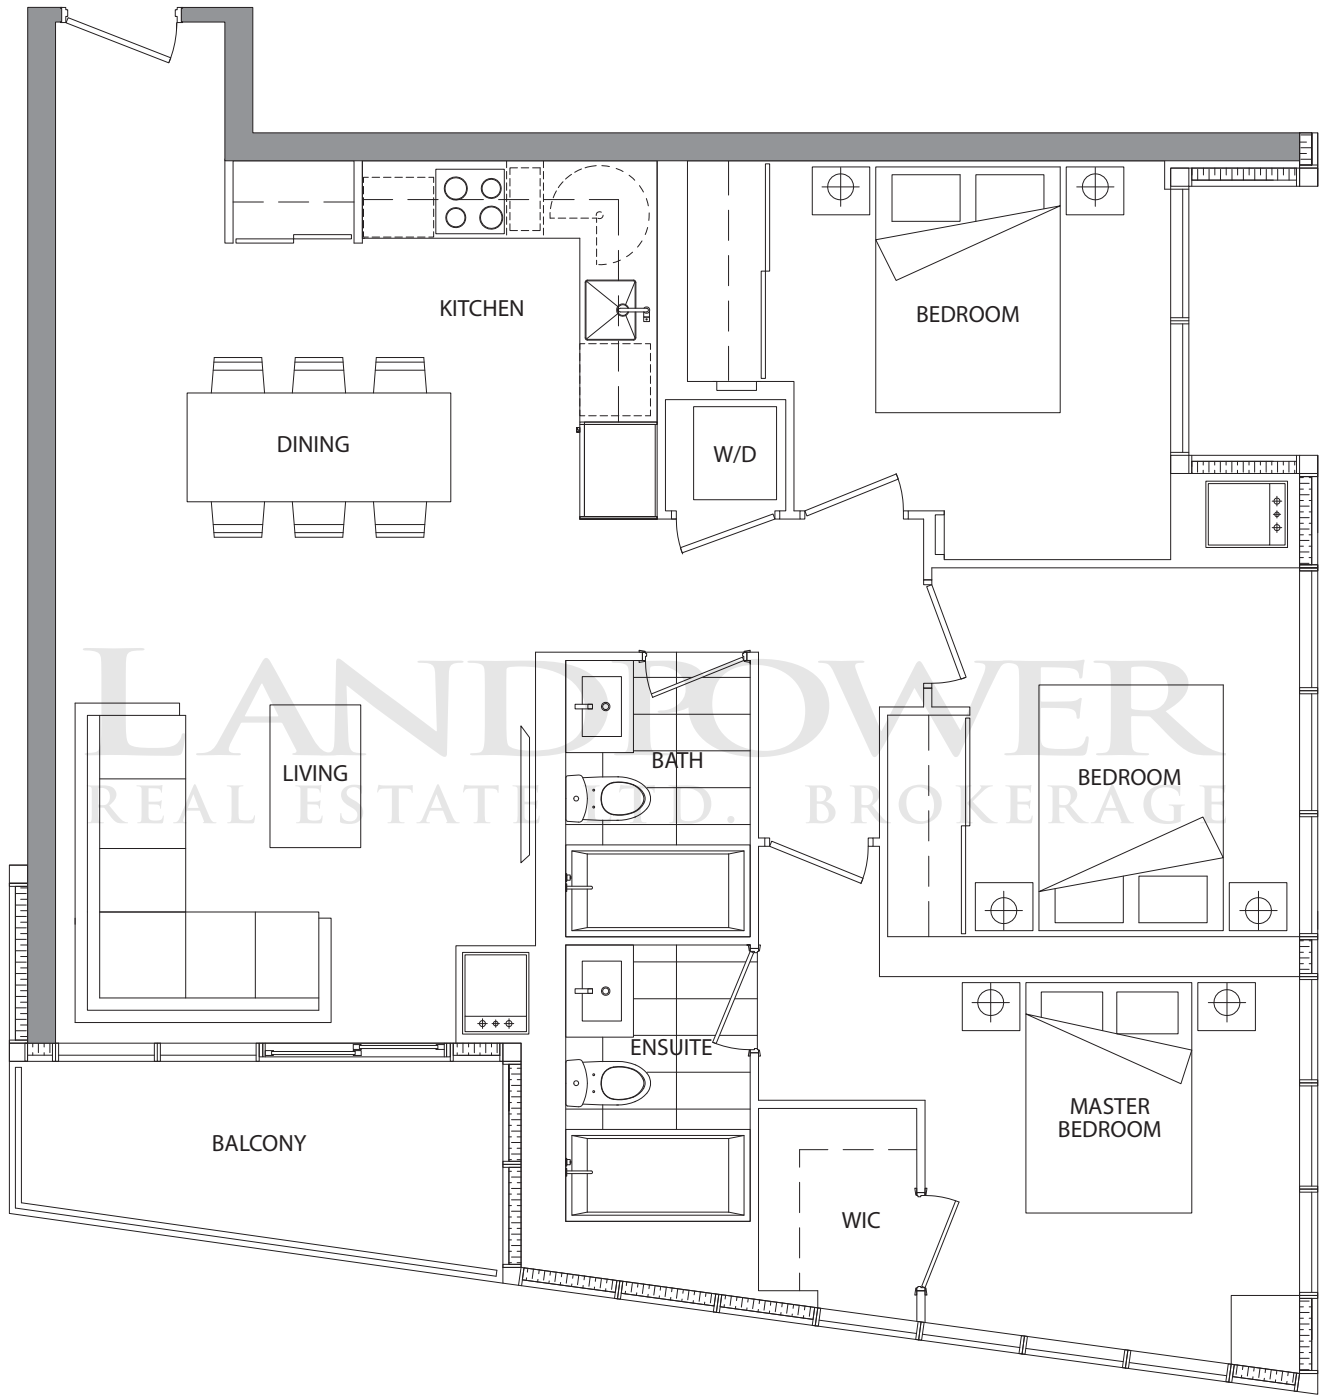 KITCHEN
BEDROOM
DINING
W/D
LANDPOWER
REAL ESTATE LTD. BROKERAGE
BATH
LIVING
BEDROOM
ENSUITE
MASTER
BEDROOM
BALCONY
WIC